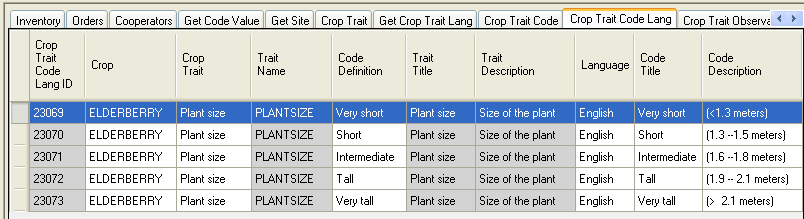 Inventory Orders Cooperators Get Code Value Get Site Crop Trait Get Crop Trait Lang Crop Trait Code Crop Trait Code Lang Crop Trait Observa
Crop Trait Code Lang ID Crop Crop Trait Trait Name Code Definition Trait Title Trait Description Language Code Title Code Description
23069 ELDERBERRY Plant size PLANTSIZE Very short Plant size Size of the plant English Very short (<1.3 meters)
23070 ELDERBERRY Plant size PLANTSIZE Short Plant size Size of the plant English Short (1.3 --1.5 meters)
23071 ELDERBERRY Plant size PLANTSIZE Intermediate Plant size Size of the plant English Intermediate (1.6 --1.8 meters)
23072 ELDERBERRY Plant size PLANTSIZE Tall Plant size Size of the plant English Tall (1.9 -- 2.1 meters)
23073 ELDERBERRY Plant size PLANTSIZE Very tall Plant size Size of the plant English Very tall (> 2.1 meters)